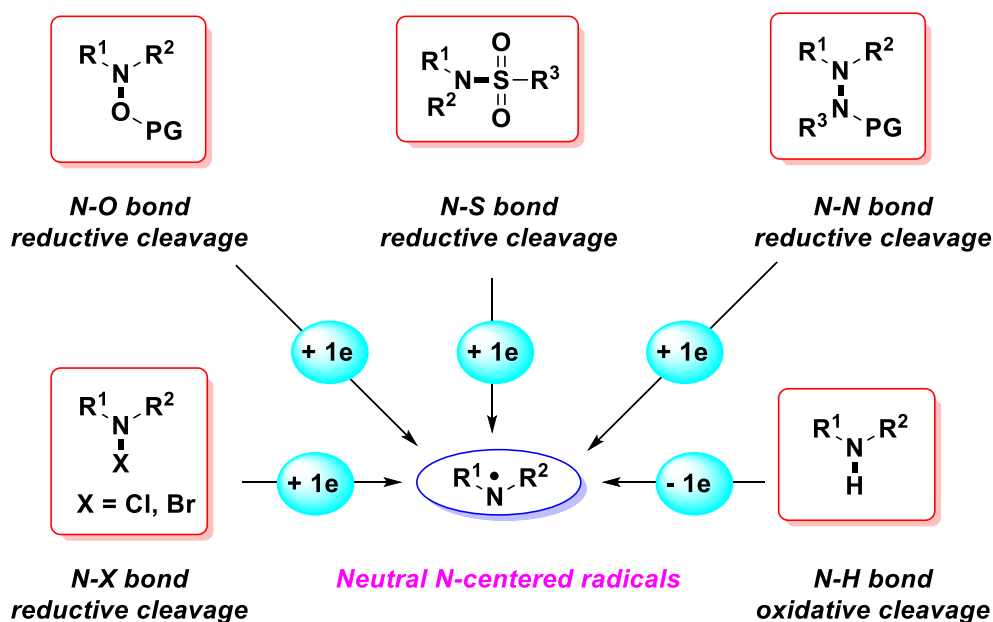 R¹ R²
N
O
PG
N-O bond
reductive cleavage
O
R¹
N S R³
R²
O
N-S bond
reductive cleavage
R¹ R²
N
N
R³ PG
N-N bond
reductive cleavage
+ 1e
+ 1e
+ 1e
R¹ R²
N
X
X = Cl, Br
N-X bond
reductive cleavage
+ 1e
R¹ R²
N
Neutral N-centered radicals
- 1e
R¹ R²
N
H
N-H bond
oxidative cleavage